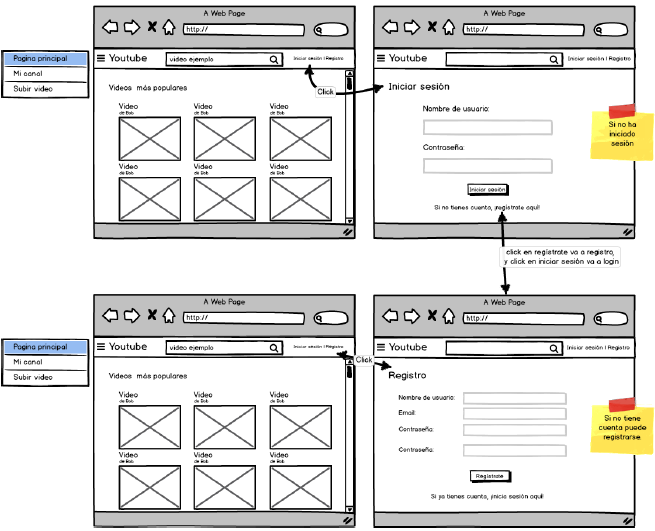 A Web Page
http://
Pagina principal
Mi canal
Subir video
Youtube
video ejemplo
Iniciar sesión | Registro
Videos más populares
Video
de Bob
Video
de Bob
Video
de Bob
Video
de Bob
Video
de Bob
Video
de Bob
Click
A Web Page
http://
Youtube
Iniciar sesión | Registro
Iniciar sesión
Nombre de usuario:
Contraseña:
Iniciar sesión
Si no tienes cuenta, ¡registrate aquí!
Si no ha
iniciado
sesión
click en regístrate va a registro,
y click en iniciar sesión va a login
A Web Page
http://
Pagina principal
Mi canal
Subir video
Youtube
video ejemplo
Iniciar sesión | Registro
Videos más populares
Video
de Bob
Video
de Bob
Video
de Bob
Video
de Bob
Video
de Bob
Video
de Bob
Click
A Web Page
http://
Youtube
Iniciar sesión | Registro
Registro
Nombre de usuario:
Email:
Contraseña:
Contraseña:
Registrate
Si ya tienes cuenta, ¡inicia sesión aquí!
Si no tiene
cuenta puede
registrarse.